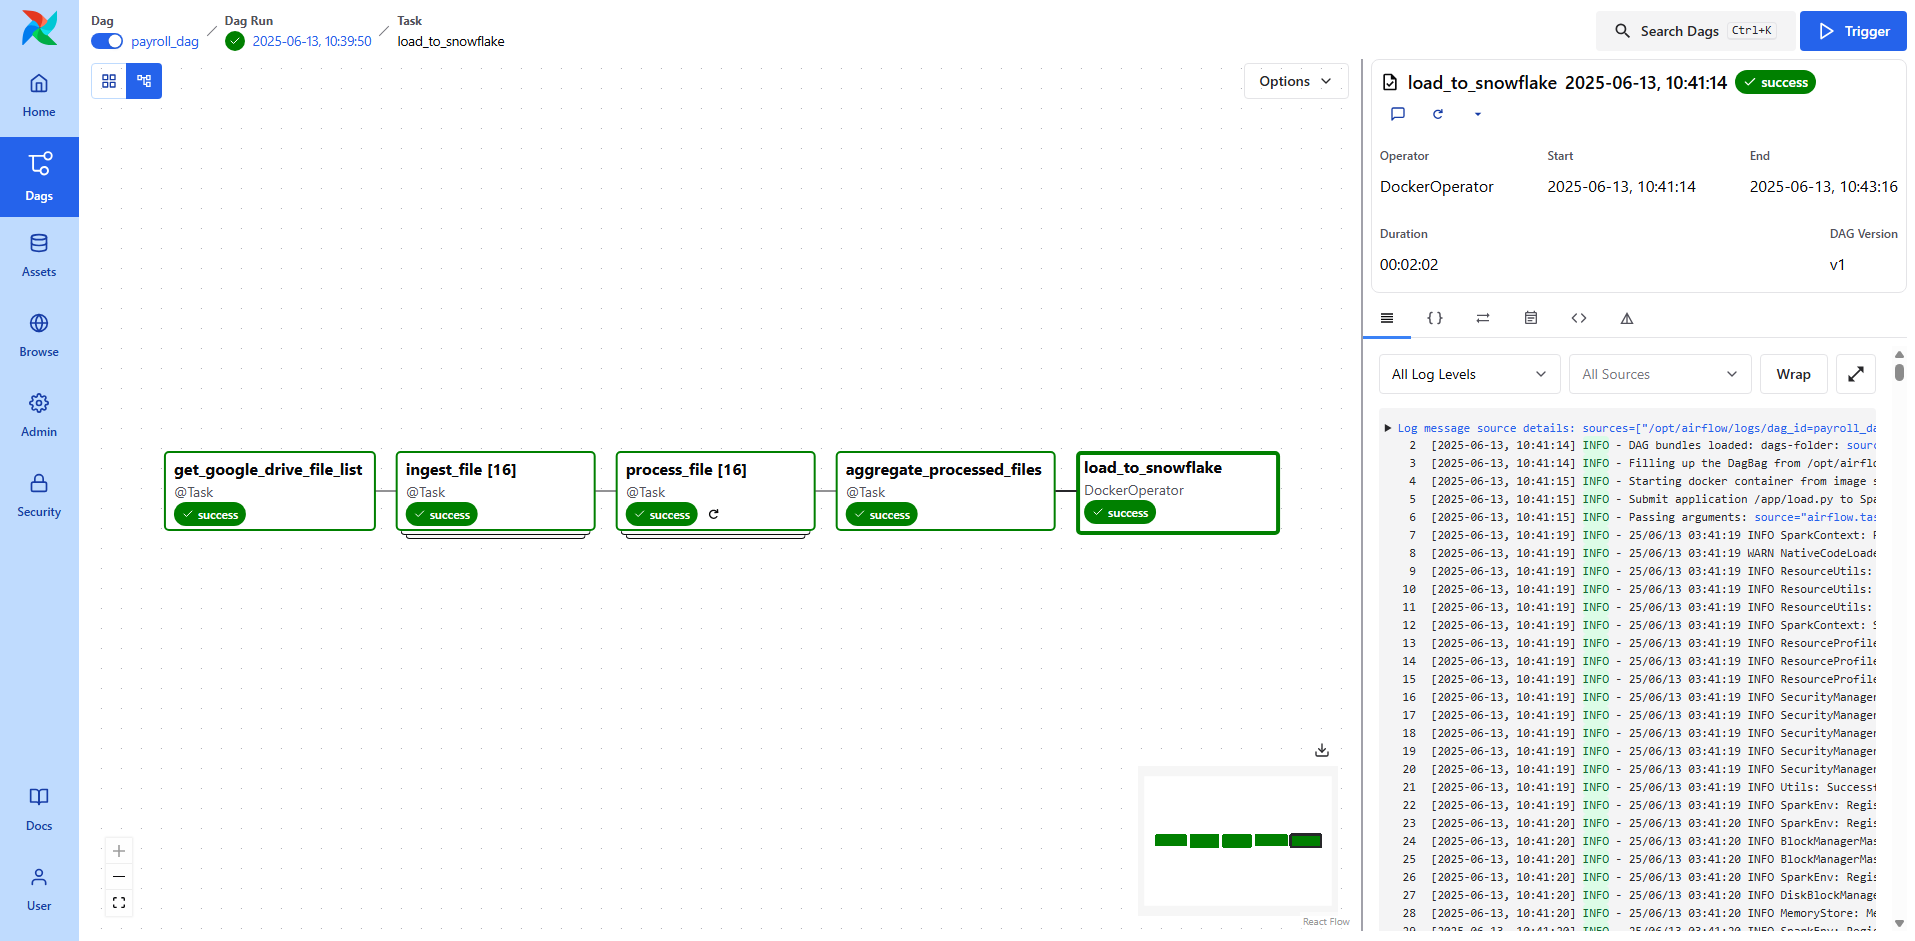 Dag
payroll_dag
Dag Run
2025-06-13, 10:39:50
Task
load_to_snowflake
Search Dags Ctrl+K
Trigger
Home
Dags
Assets
Browse
Admin
Security
Docs
User
Options
get_google_drive_file_list
@Task
success
ingest_file [16]
@Task
success
process_file [16]
@Task
success
aggregate_processed_files
@Task
success
load_to_snowflake
DockerOperator
success
React Flow
load_to_snowflake 2025-06-13, 10:41:14 success
Operator Start End
DockerOperator 2025-06-13, 10:41:14 2025-06-13, 10:43:16
Duration DAG Version
00:02:02 v1
All Log Levels All Sources Wrap
Log message source details: sources=["/opt/airflow/logs/dag_id=payroll_da
2 [2025-06-13, 10:41:14] INFO - DAG bundles loaded: dags-folder: sourc
3 [2025-06-13, 10:41:14] INFO - Filling up the DagBag from /opt/airflo
4 [2025-06-13, 10:41:15] INFO - Starting docker container from image s
5 [2025-06-13, 10:41:15] INFO - Submit application /app/load.py to Spa
6 [2025-06-13, 10:41:15] INFO - Passing arguments: source="airflow.tas
7 [2025-06-13, 10:41:19] INFO - 25/06/13 03:41:19 INFO SparkContext:
8 [2025-06-13, 10:41:19] INFO - 25/06/13 03:41:19 WARN NativeCodeLoade
9 [2025-06-13, 10:41:19] INFO - 25/06/13 03:41:19 INFO ResourceUtils:
10 [2025-06-13, 10:41:19] INFO - 25/06/13 03:41:19 INFO ResourceUtils:
11 [2025-06-13, 10:41:19] INFO - 25/06/13 03:41:19 INFO ResourceUtils:
12 [2025-06-13, 10:41:19] INFO - 25/06/13 03:41:19 INFO SparkContext: S
13 [2025-06-13, 10:41:19] INFO - 25/06/13 03:41:19 INFO ResourceProfile
14 [2025-06-13, 10:41:19] INFO - 25/06/13 03:41:19 INFO ResourceProfile
15 [2025-06-13, 10:41:19] INFO - 25/06/13 03:41:19 INFO ResourceProfile
16 [2025-06-13, 10:41:19] INFO - 25/06/13 03:41:19 INFO SecurityManager
17 [2025-06-13, 10:41:19] INFO - 25/06/13 03:41:19 INFO SecurityManager
18 [2025-06-13, 10:41:19] INFO - 25/06/13 03:41:19 INFO SecurityManager
19 [2025-06-13, 10:41:19] INFO - 25/06/13 03:41:19 INFO SecurityManager
20 [2025-06-13, 10:41:19] INFO - 25/06/13 03:41:19 INFO SecurityManager
21 [2025-06-13, 10:41:19] INFO - 25/06/13 03:41:19 INFO Utils: Successf
22 [2025-06-13, 10:41:19] INFO - 25/06/13 03:41:19 INFO SparkEnv: Regis
23 [2025-06-13, 10:41:20] INFO - 25/06/13 03:41:20 INFO SparkEnv: Regis
24 [2025-06-13, 10:41:20] INFO - 25/06/13 03:41:20 INFO BlockManagerMas
25 [2025-06-13, 10:41:20] INFO - 25/06/13 03:41:20 INFO BlockManagerMas
26 [2025-06-13, 10:41:20] INFO - 25/06/13 03:41:20 INFO SparkEnv: Regis
27 [2025-06-13, 10:41:20] INFO - 25/06/13 03:41:20 INFO DiskBlockManage
28 [2025-06-13, 10:41:20] INFO - 25/06/13 03:41:20 INFO MemoryStore: Me